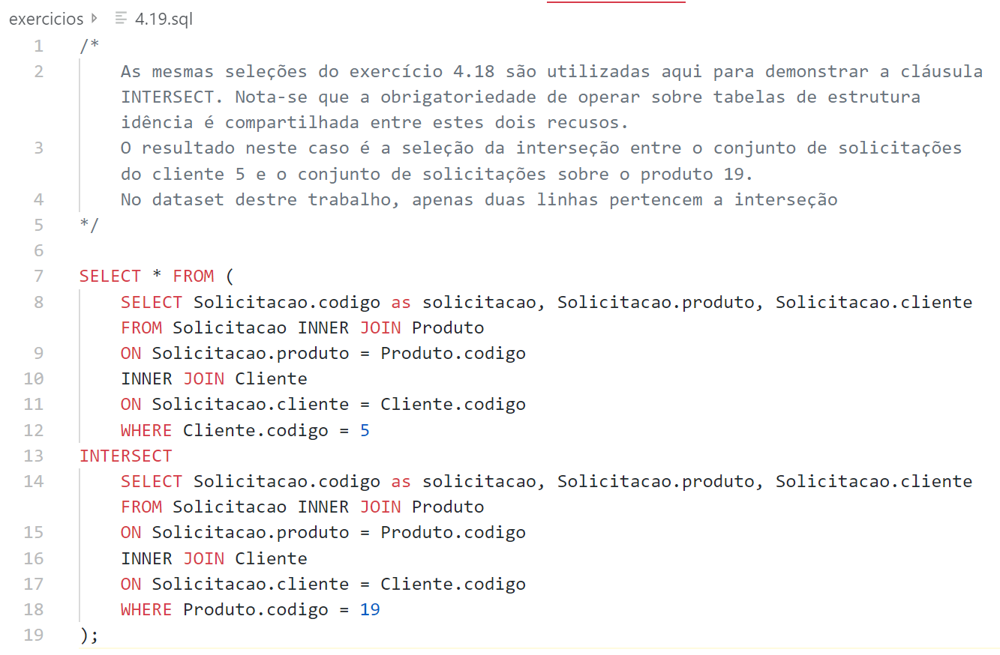 exercicios 4.19.sql
1 /*
2 As mesmas seleções do exercício 4.18 são utilizadas aqui para demonstrar a cláusula
INTERSECT. Nota-se que a obrigatoriedade de operar sobre tabelas de estrutura
idência é compartilhada entre estes dois recusos.
3 O resultado neste caso é a seleção da interseção entre o conjunto de solicitações
do cliente 5 e o conjunto de solicitações sobre o produto 19.
4 No dataset destre trabalho, apenas duas linhas pertencem a interseção
5 */
6
7 SELECT * FROM (
8 SELECT Solicitacao.codigo as solicitacao, Solicitacao.produto, Solicitacao.cliente
FROM Solicitacao INNER JOIN Produto
9 ON Solicitacao.produto = Produto.codigo
10 INNER JOIN Cliente
11 ON Solicitacao.cliente = Cliente.codigo
12 WHERE Cliente.codigo = 5
13 INTERSECT
14 SELECT Solicitacao.codigo as solicitacao, Solicitacao.produto, Solicitacao.cliente
FROM Solicitacao INNER JOIN Produto
15 ON Solicitacao.produto = Produto.codigo
16 INNER JOIN Cliente
17 ON Solicitacao.cliente = Cliente.codigo
18 WHERE Produto.codigo = 19
19 );